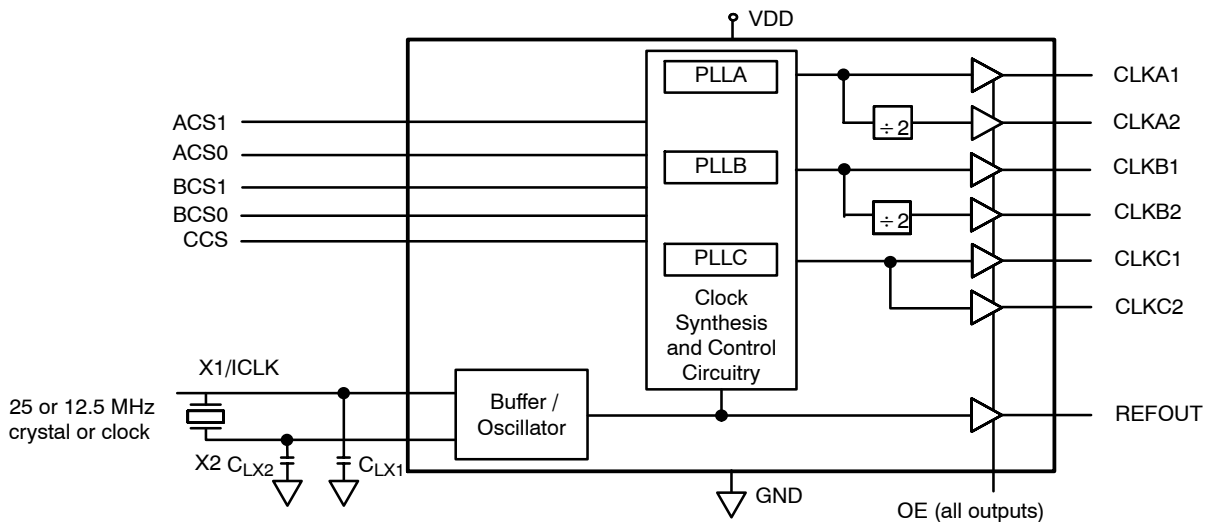 VDD
PLLA
CLKA1
ACS1
÷2
CLKA2
ACS0
PLLB
CLKB1
BCS1
BCS0
÷2
CLKB2
CCS
PLLC
CLKC1
Clock
Synthesis
and Control
Circuitry
CLKC2
X1/ICLK
25 or 12.5 MHz
crystal or clock
Buffer /
Oscillator
REFOUT
X2
CLX2
CLX1
GND
OE (all outputs)